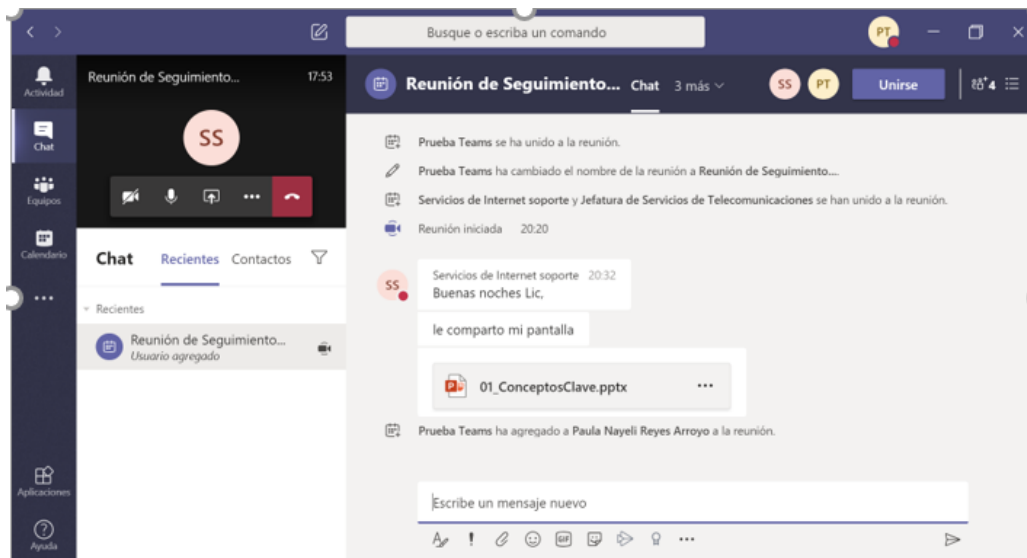 Busque o escriba un comando
PT
Actividad
Chat
Equipos
Calendario
Aplicaciones
Ayuda
Reunión de Seguimiento... 17:53
SS
Chat Recientes Contactos
Recientes
Reunión de Seguimiento...
Usuario agregado
Reunión de Seguimiento... Chat 3 más SS PT Unirse 4
Prueba Teams se ha unido a la reunión.
Prueba Teams ha cambiado el nombre de la reunión a Reunión de Seguimiento....
Servicios de Internet soporte y Jefatura de Servicios de Telecomunicaciones se han unido a la reunión.
Reunión iniciada 20:20
SS
Servicios de Internet soporte 20:32
Buenas noches Lic,
le comparto mi pantalla
01_ConceptosClave.pptx
Prueba Teams ha agregado a Paula Nayeli Reyes Arroyo a la reunión.
Escribe un mensaje nuevo
GIF